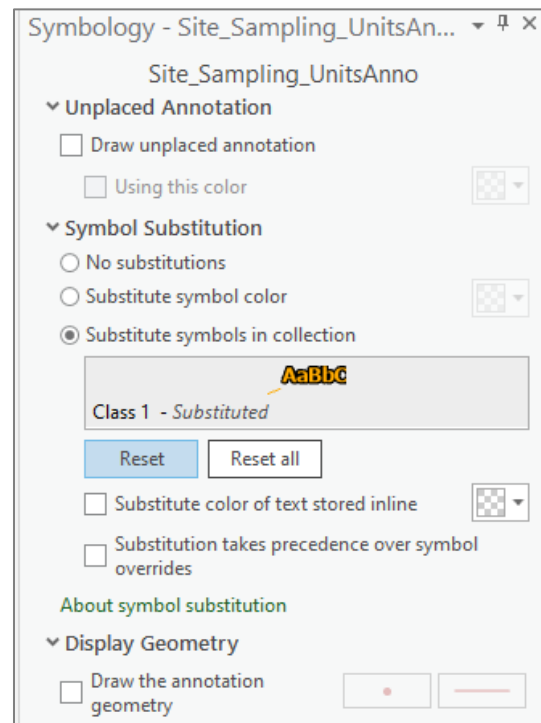 Symbology - Site_Sampling_UnitsAn...
Site_Sampling_UnitsAnno
Unplaced Annotation
Draw unplaced annotation
Using this color
Symbol Substitution
No substitutions
Substitute symbol color
Substitute symbols in collection
AaBbC
Class 1 - Substituted
Reset Reset all
Substitute color of text stored inline
Substitution takes precedence over symbol
overrides
About symbol substitution
Display Geometry
Draw the annotation
geometry